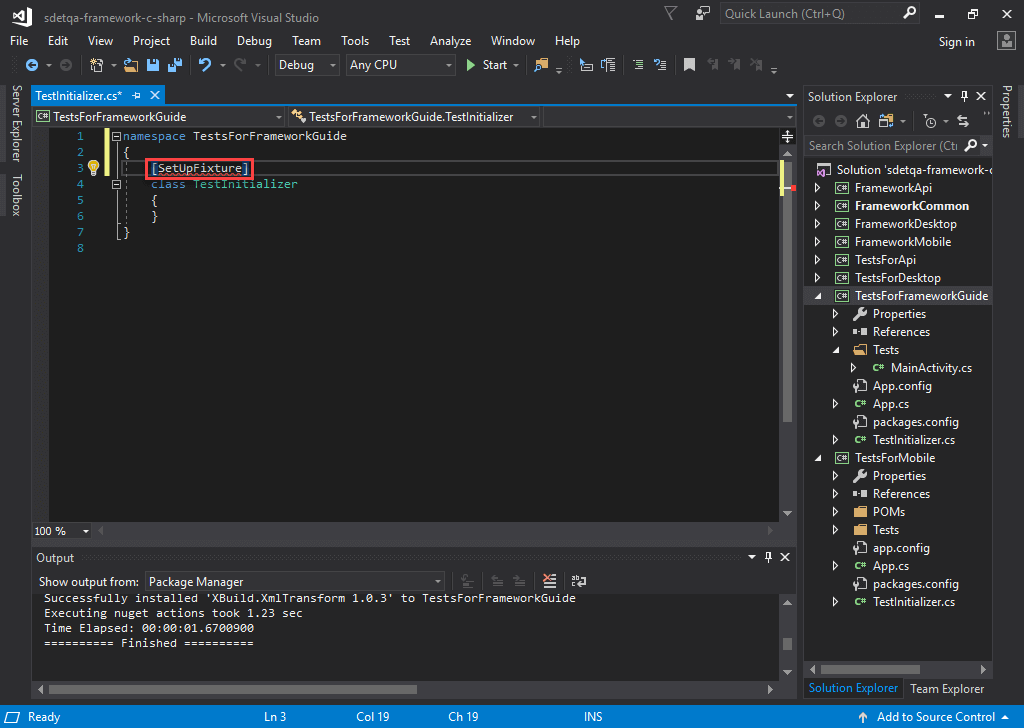 sdetqa-framework-c-sharp - Microsoft Visual Studio
Quick Launch (Ctrl+Q)
File Edit View Project Build Debug Team Tools Test Analyze Window Help
Sign in
Debug Any CPU Start
Server Explorer
Toolbox
TestInitializer.cs*
TestsForFrameworkGuide TestsForFrameworkGuide.TestInitializer
1 namespace TestsForFrameworkGuide
2 {
3 [SetUpFixture]
4 class TestInitializer
5 {
6 }
7 }
8
100 %
Output
Show output from: Package Manager
Successfully installed 'XBuild.XmlTransform 1.0.3' to TestsForFrameworkGuide
Executing nuget actions took 1.23 sec
Time Elapsed: 00:00:01.6700900
========== Finished ==========
Solution Explorer
Search Solution Explorer (Ctrl
Solution 'sdetqa-framework-c
C# FrameworkApi
C# FrameworkCommon
C# FrameworkDesktop
C# FrameworkMobile
C# TestsForApi
C# TestsForDesktop
C# TestsForFrameworkGuide
Properties
References
Tests
C# MainActivity.cs
App.config
C# App.cs
packages.config
C# TestInitializer.cs
C# TestsForMobile
Properties
References
POMs
Tests
app.config
C# App.cs
packages.config
C# TestInitializer.cs
Solution Explorer Team Explorer
Properties
Ready Ln 3 Col 19 Ch 19 INS Add to Source Control